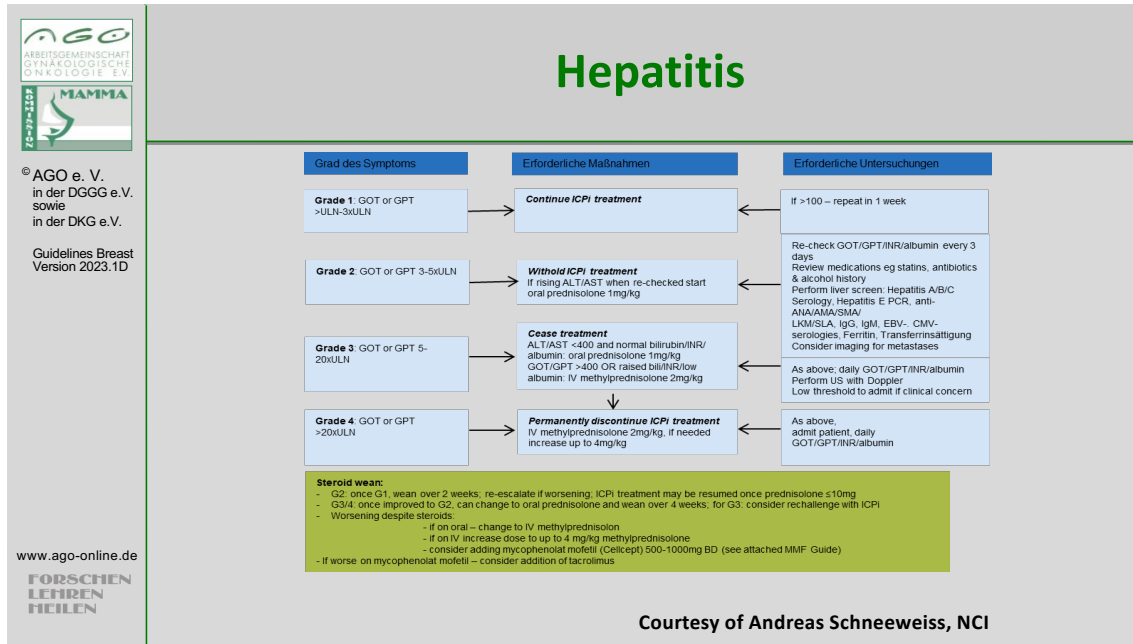 AGO
ARBEITSGEMEINSCHAFT
GYNÄKOLOGISCHE
ONKOLOGIE E.V.
KOMMISSION
MAMMA
© AGO e. V.
in der DGGG e.V.
sowie
in der DKG e.V.
Guidelines Breast
Version 2023.1D
www.ago-online.de
FORSCHEN
LEHREN
HEILEN
Hepatitis
Grad des Symptoms
Erforderliche Maßnahmen
Erforderliche Untersuchungen
Grade 1: GOT or GPT
>ULN-3xULN
Continue ICPi treatment
If >100 – repeat in 1 week
Grade 2: GOT or GPT 3-5xULN
Withold ICPi treatment
If rising ALT/AST when re-checked start
oral prednisolone 1mg/kg
Re-check GOT/GPT/INR/albumin every 3
days
Review medications eg statins, antibiotics
& alcohol history
Perform liver screen: Hepatitis A/B/C
Serology, Hepatitis E PCR, anti-
ANA/AMA/SMA/
LKM/SLA, IgG, IgM, EBV-. CMV-
serologies, Ferritin, Transferrinsättigung
Consider imaging for metastases
Grade 3: GOT or GPT 5-
20xULN
Cease treatment
ALT/AST <400 and normal bilirubin/INR/
albumin: oral prednisolone 1mg/kg
GOT/GPT >400 OR raised bili/INR/low
albumin: IV methylprednisolone 2mg/kg
As above; daily GOT/GPT/INR/albumin
Perform US with Doppler
Low threshold to admit if clinical concern
Grade 4: GOT or GPT
>20xULN
Permanently discontinue ICPi treatment
IV methylprednisolone 2mg/kg, if needed
increase up to 4mg/kg
As above,
admit patient, daily
GOT/GPT/INR/albumin
Steroid wean:
- G2: once G1, wean over 2 weeks; re-escalate if worsening; ICPi treatment may be resumed once prednisolone ≤10mg
- G3/4: once improved to G2, can change to oral prednisolone and wean over 4 weeks; for G3: consider rechallenge with ICPi
- Worsening despite steroids:
- if on oral – change to IV methylprednisolon
- if on IV increase dose to up to 4 mg/kg methylprednisolone
- consider adding mycophenolat mofetil (Cellcept) 500-1000mg BD (see attached MMF Guide)
- If worse on mycophenolat mofetil – consider addition of tacrolimus
Courtesy of Andreas Schneeweiss, NCI